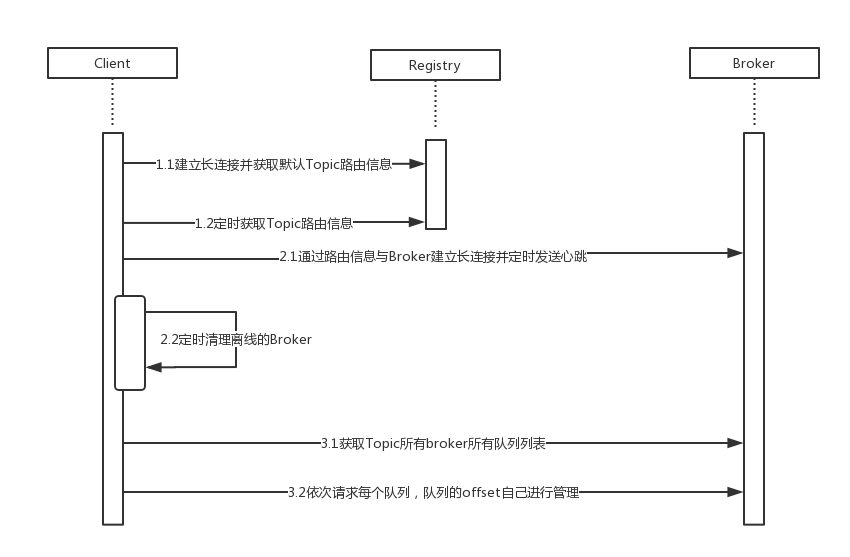 Client
Registry
Broker
1.1建立长连接并获取默认Topic路由信息
1.2定时获取Topic路由信息
2.1通过路由信息与Broker建立长连接并定时发送心跳
2.2定时清理离线的Broker
3.1获取Topic所有broker所有队列列表
3.2依次请求每个队列，队列的offset自己进行管理